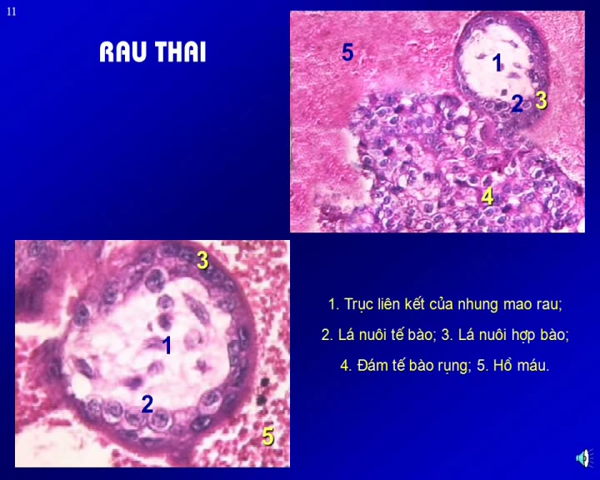 11
RAU THAI
5
1
2
3
4
3
1
2
5
1. Trục liên kết của nhung mao rau;
2. Lá nuôi tế bào; 3. Lá nuôi hợp bào;
4. Đám tế bào rụng; 5. Hồ máu.